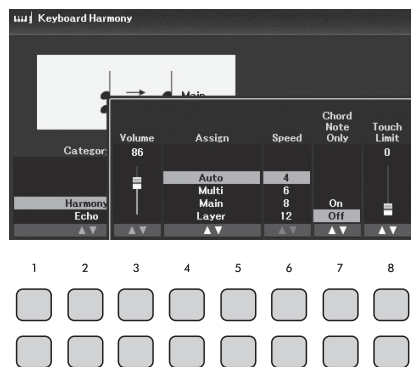 Keyboard Harmony
Main
Chord
Note
Only
Touch
Limit
Volume
Assign
Speed
Categor
86
0
Auto
4
Multi
6
Harmony
Main
8
On
Echo
Layer
12
Off
1 2 3 4 5 6 7 8